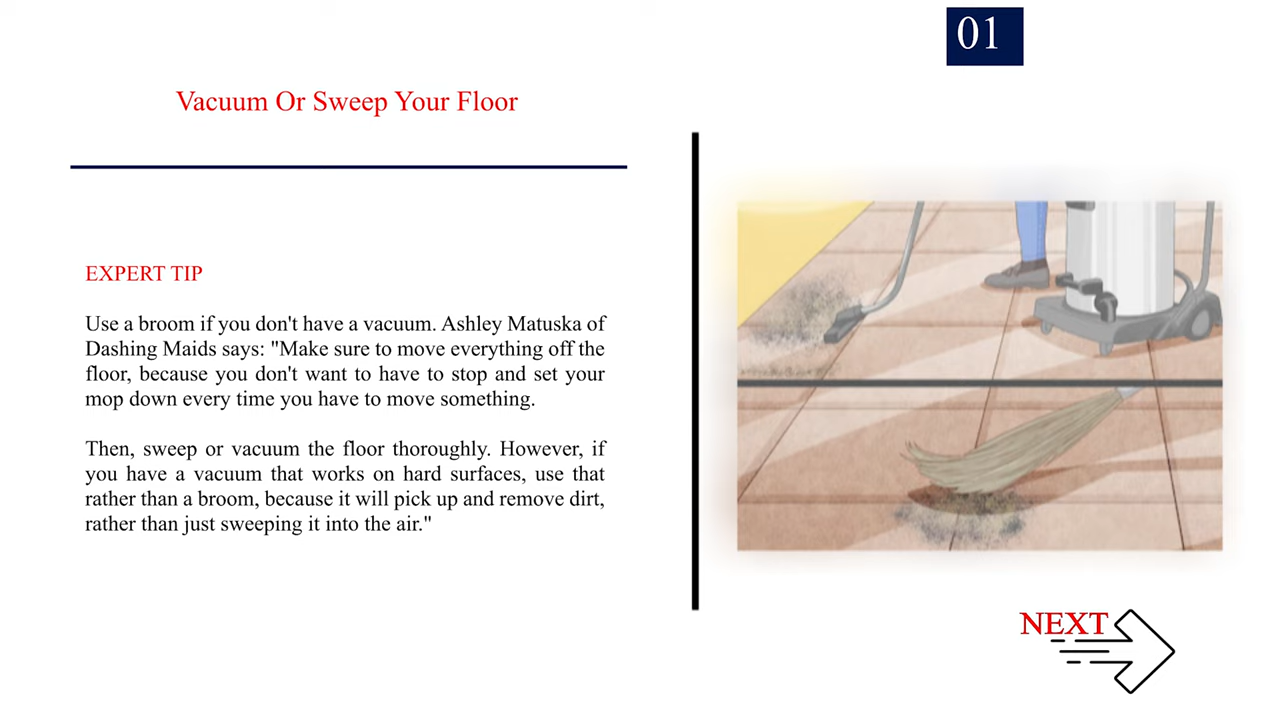 01
Vacuum Or Sweep Your Floor
EXPERT TIP
Use a broom if you don't have a vacuum. Ashley Matuska of
Dashing Maids says: "Make sure to move everything off the
floor, because you don't want to have to stop and set your
mop down every time you have to move something.
Then, sweep or vacuum the floor thoroughly. However, if
you have a vacuum that works on hard surfaces, use that
rather than a broom, because it will pick up and remove dirt,
rather than just sweeping it into the air."
NEXT